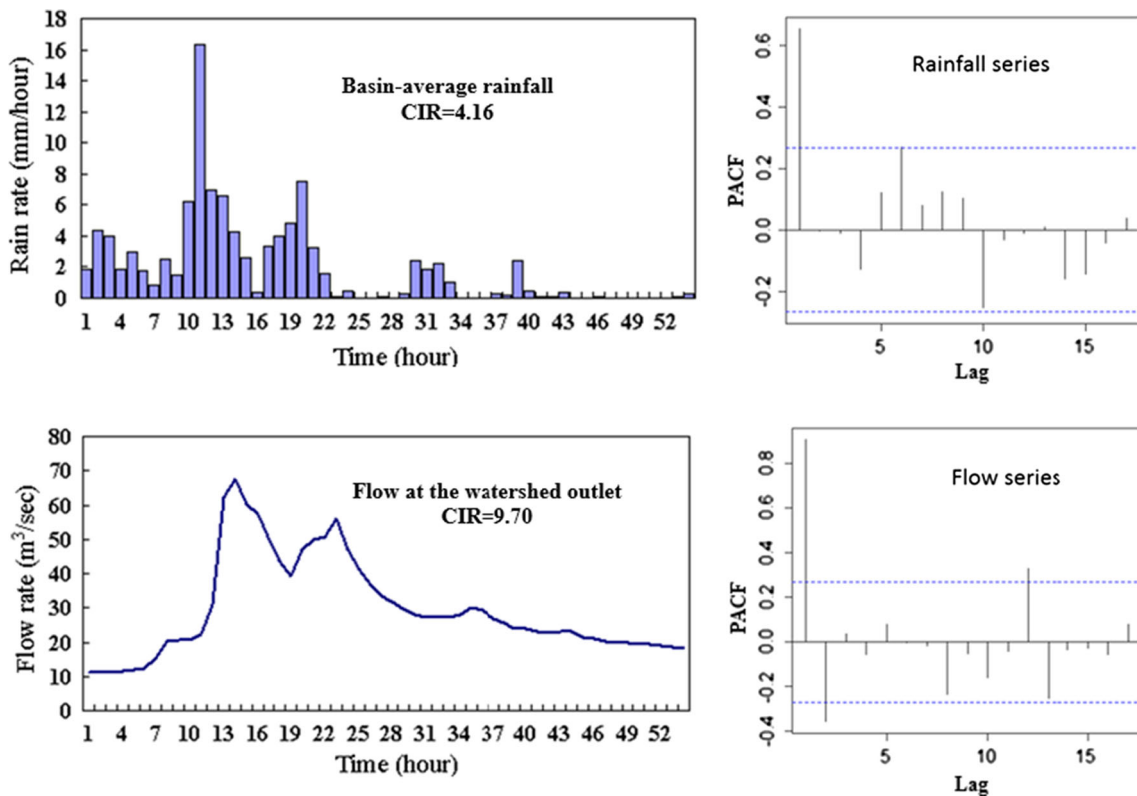 18
16
14
12
10
8
6
4
2
0
Rain rate (mm/hour)
Basin-average rainfall
CIR=4.16
1 4 7 10 13 16 19 22 25 28 31 34 37 40 43 46 49 52
Time (hour)
0.6
0.4
0.2
0.0
-0.2
PACF
Rainfall series
5 10 15
Lag
80
70
60
50
40
30
20
10
0
Flow rate (m³/sec)
Flow at the watershed outlet
CIR=9.70
1 4 7 10 13 16 19 22 25 28 31 34 37 40 43 46 49 52
Time (hour)
0.8
0.6
0.4
0.2
0.0
-0.2
-0.4
PACF
Flow series
5 10 15
Lag